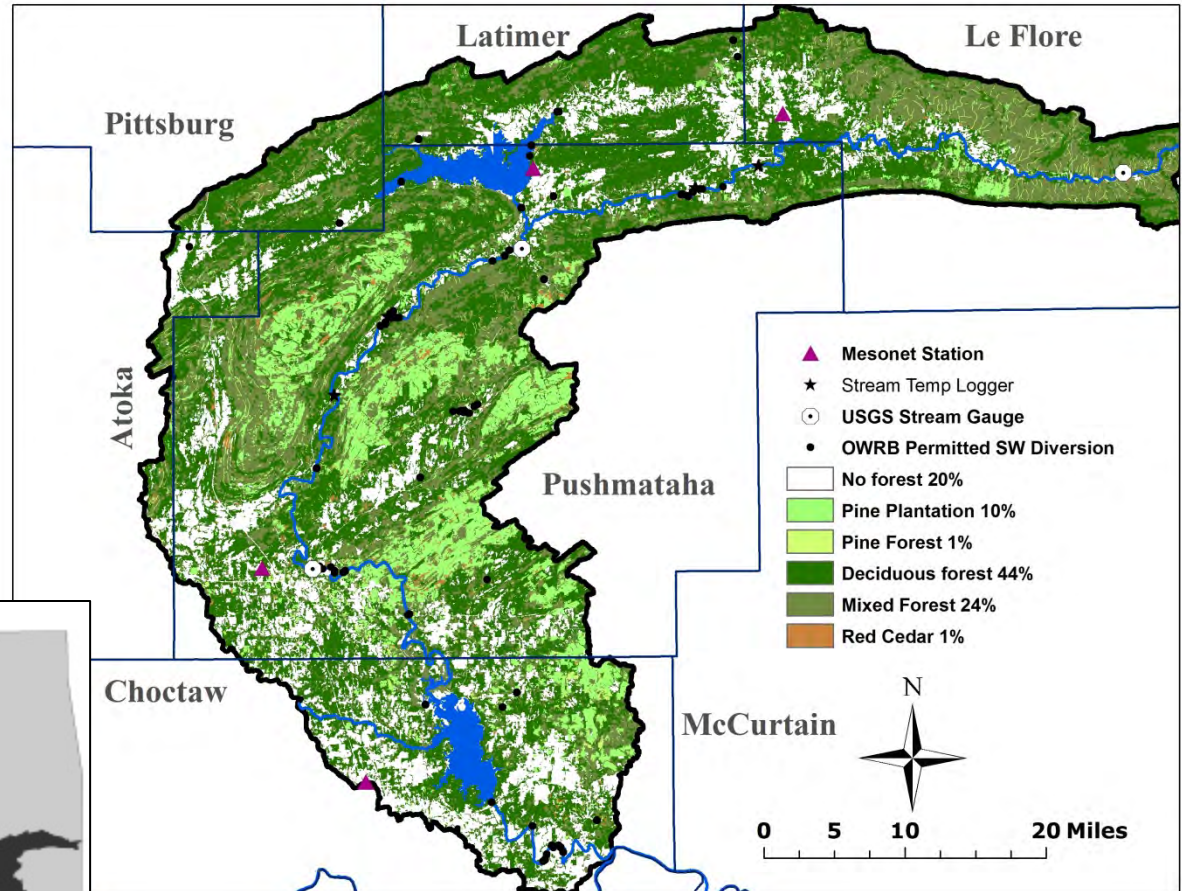 Latimer
Le Flore
Pittsburg
Atoka
Pushmataha
Choctaw
McCurtain
Mesonet Station
Stream Temp Logger
USGS Stream Gauge
OWRB Permitted SW Diversion
No forest 20%
Pine Plantation 10%
Pine Forest 1%
Deciduous forest 44%
Mixed Forest 24%
Red Cedar 1%
N
0 5 10 20 Miles